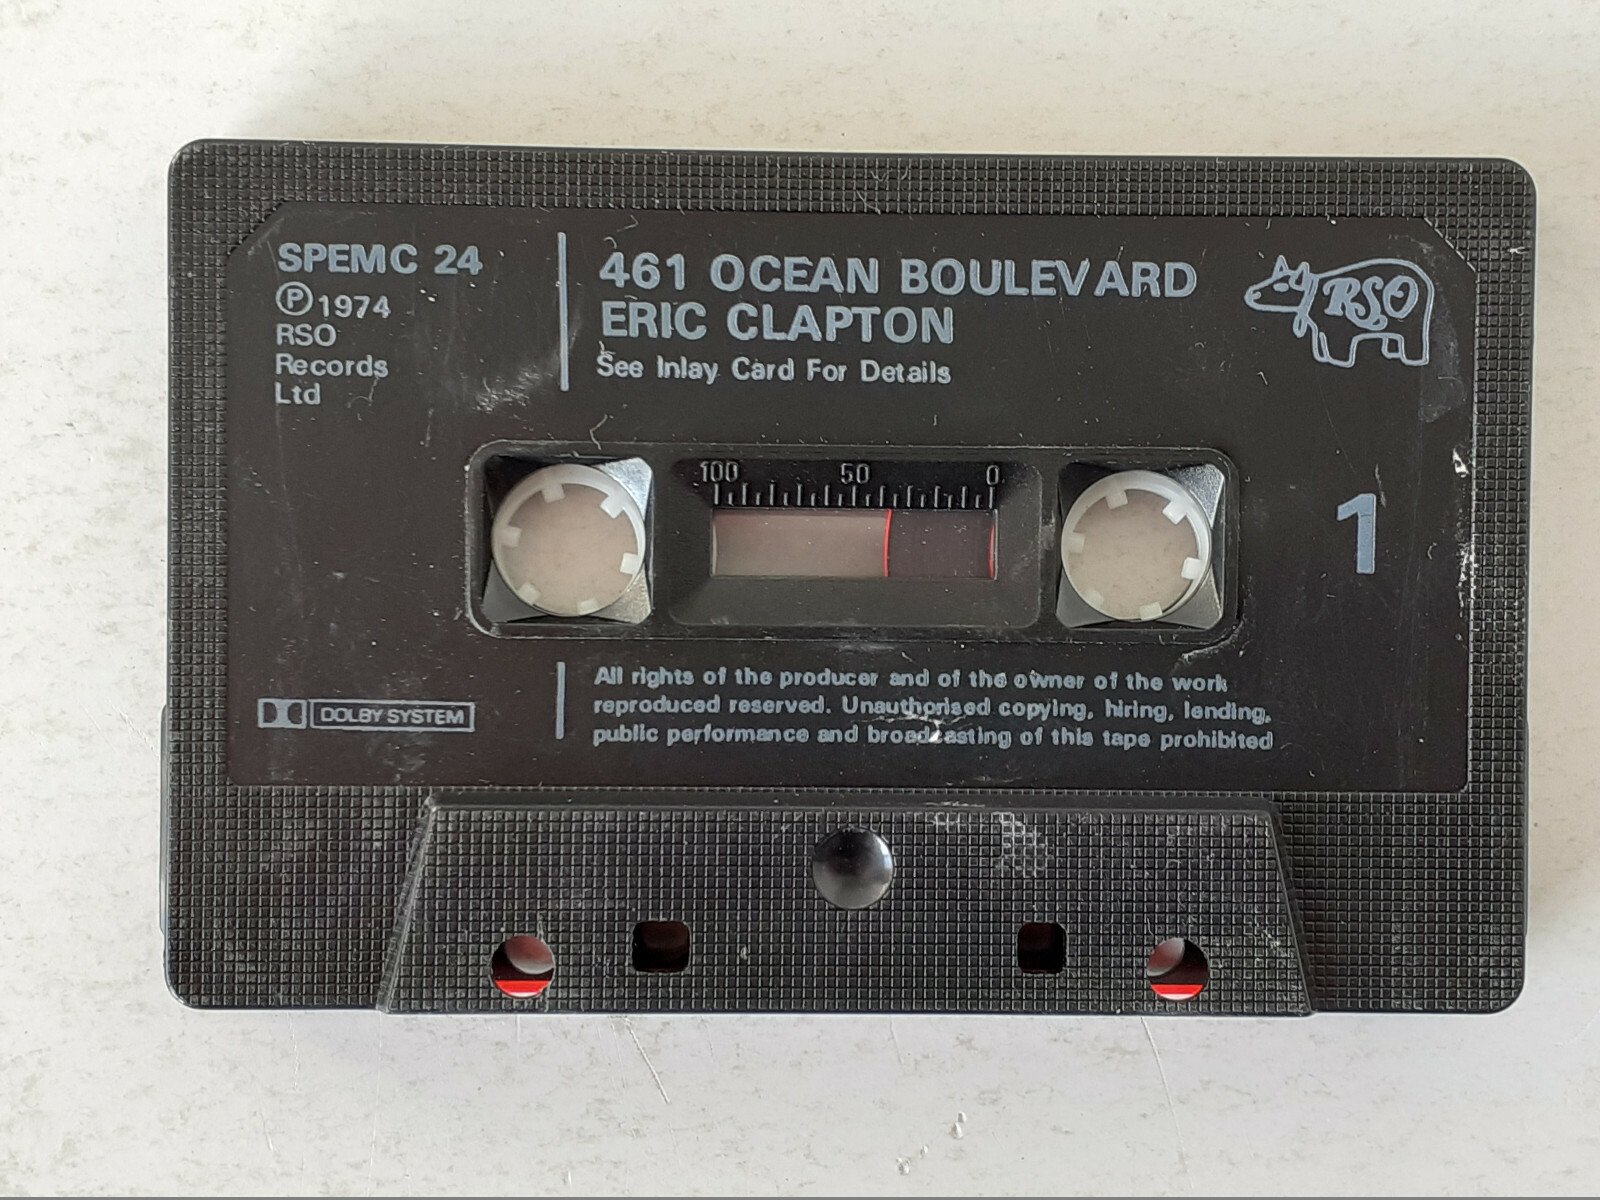 SPEMC 24
Ⓟ1974
RSO
Records
Ltd
461 OCEAN BOULEVARD
ERIC CLAPTON
See Inlay Card For Details
RSO
100 50 0
1
DOLBY SYSTEM
All rights of the producer and of the owner of the work
reproduced reserved. Unauthorised copying, hiring, lending,
public performance and broadcasting of this tape prohibited